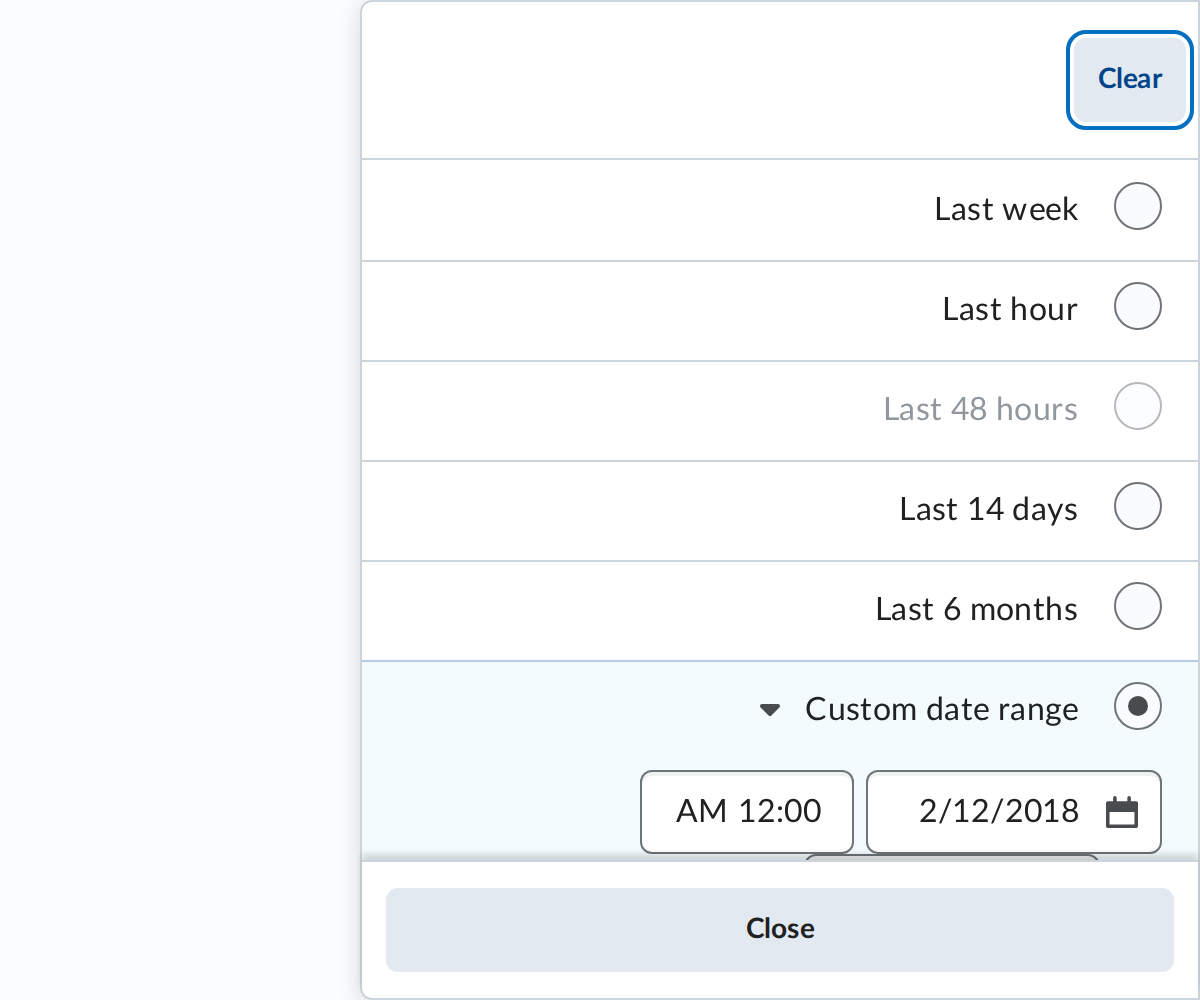 Clear
Last week
Last hour
Last 48 hours
Last 14 days
Last 6 months
Custom date range
AM 12:00 2/12/2018
Close